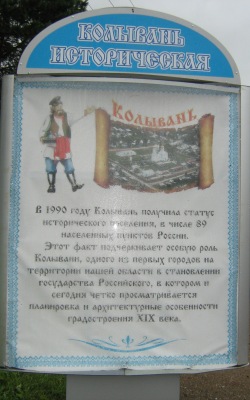 КОЛЫВАНЬ
ИСТОРИЧЕСКАЯ
КОЛЫВАНЬ
В 1990 году Колывань получила статус
исторического поселения, в числе 89
населенных пунктов России.
Этот факт подчеркивает особую роль
Колывани, одного из первых городов на
территории нашей области в становлении
государства Российского, в котором и
сегодня четко просматривается
планировка и архитектурные особенности
градостроения XIX века.